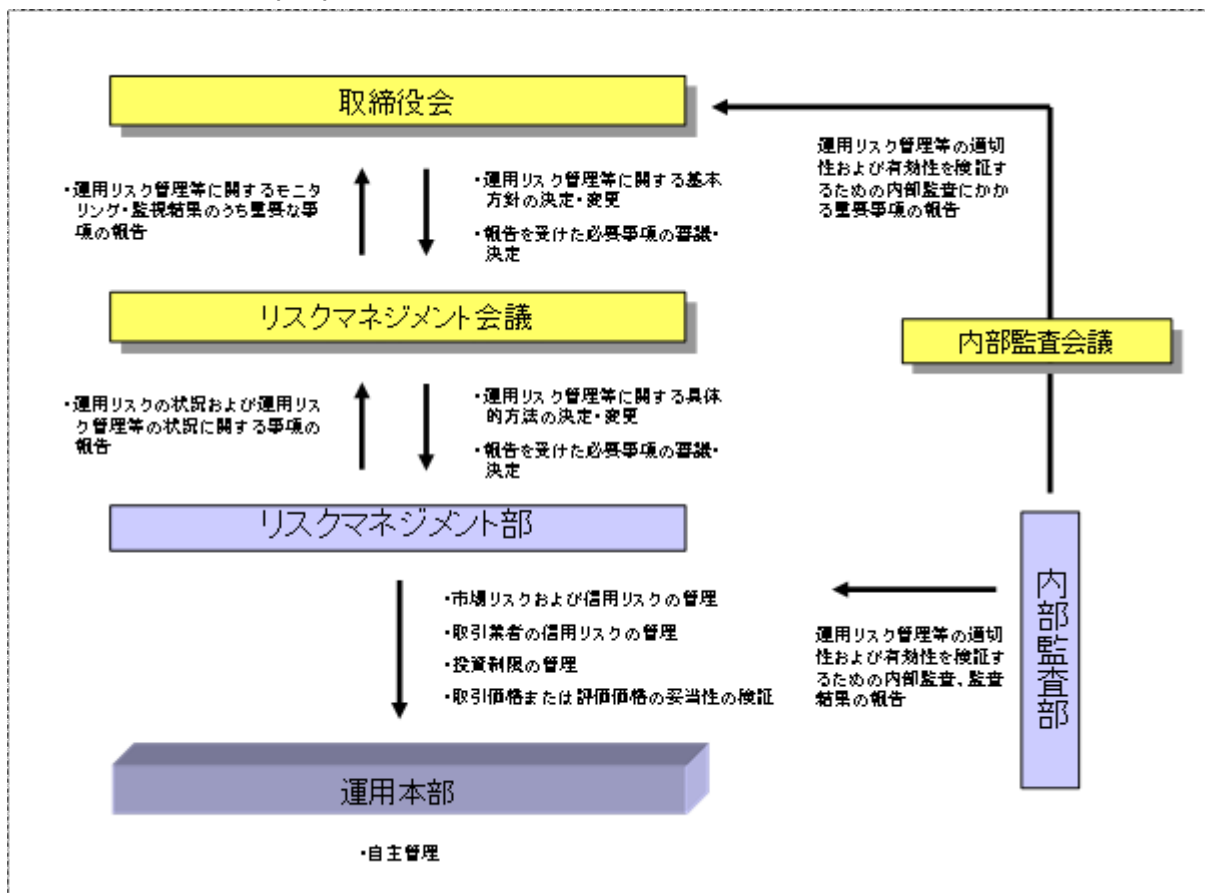 取締役会
・運用リスク管理等に関するモニ
タリング・監視結果のうち重要な事
項の報告
・運用リスク管理等に関する基本
方針の決定・変更
・報告を受けた必要事項の審議・
決定
運用リスク管理等の適切
性および有効性を検証す
るための内部監査にかか
る重要事項の報告
リスクマネジメント会議
内部監査会議
・運用リスクの状況および運用リス
ク管理等の状況に関する事項の
報告
・運用リスク管理等に関する具体
的方法の決定・変更
・報告を受けた必要事項の審議・
決定
リスクマネジメント部
・市場リスクおよび信用リスクの管理
・取引業者の信用リスクの管理
・投資制限の管理
・取引価格または評価価格の妥当性の検証
運用リスク管理等の適切
性および有効性を検証す
るための内部監査、監査
結果の報告
内部監査部
運用本部
・自主管理